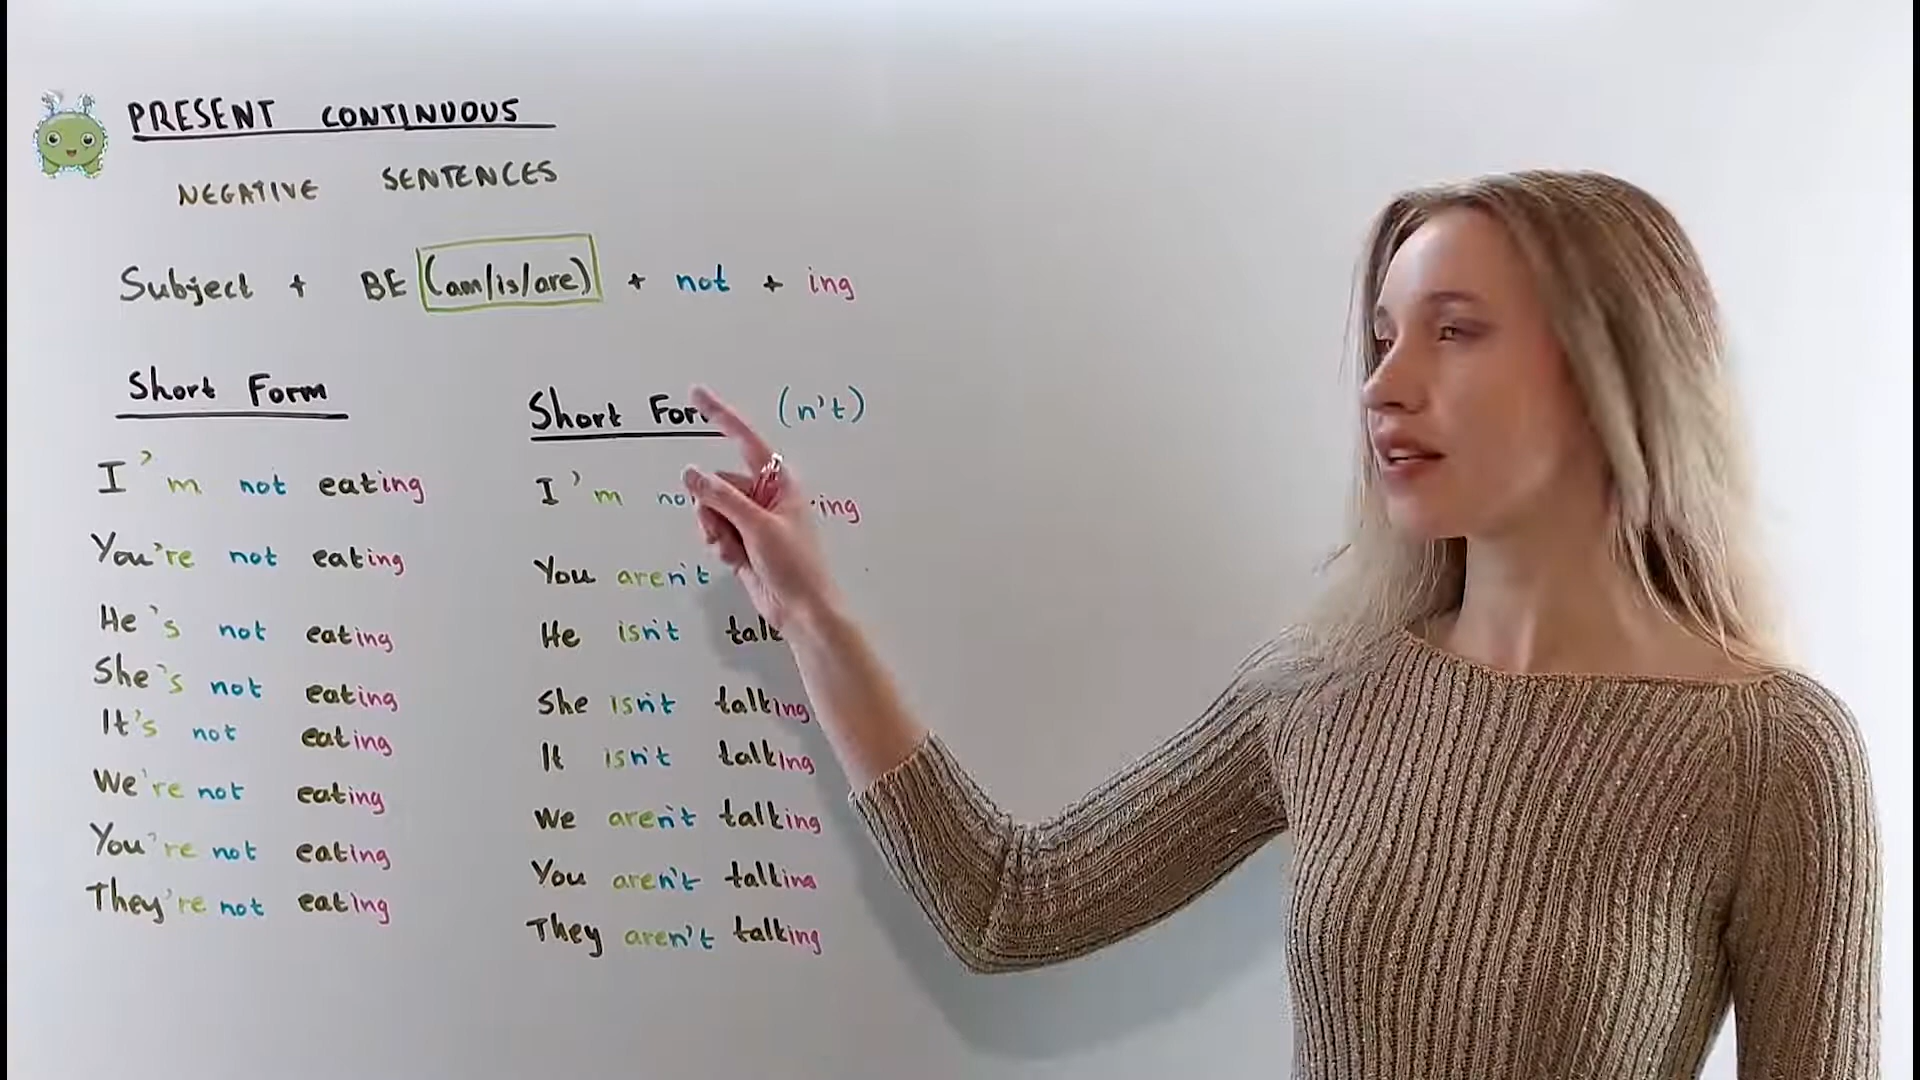 PRESENT CONTINUOUS
NEGATIVE SENTENCES
Subject + BE (am/is/are) + not + ing
Short Form
I'm not eating
You're not eating
He's not eating
She's not eating
It's not eating
We're not eating
You're not eating
They're not eating
Short (n't)
I'm ing
You aren't
He isn't
She isn't talking
It isn't talking
We aren't talking
You aren't talking
They aren't talking